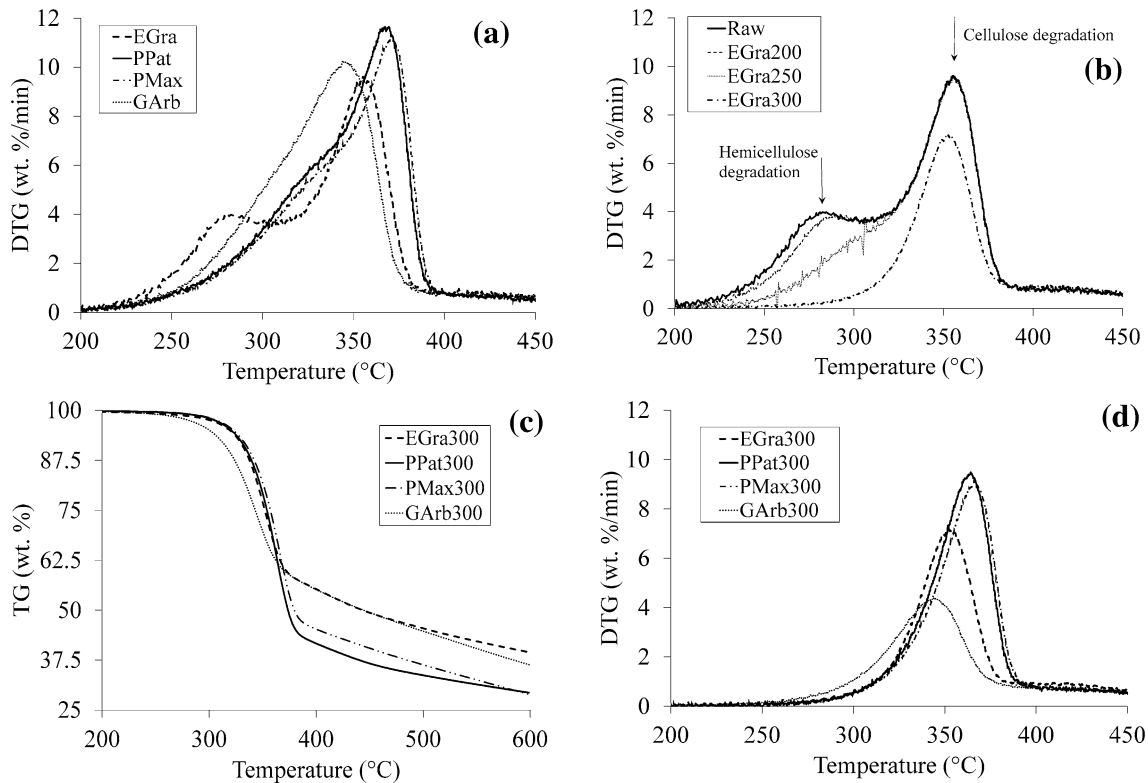 (a)
EGra
PPat
PMax
GArb
12
10
8
6
4
2
0
DTG (wt. %/min)
200 250 300 350 400 450
Temperature (°C)
(b)
Raw
EGra200
EGra250
EGra300
Cellulose degradation
Hemicellulose
degradation
12
10
8
6
4
2
0
DTG (wt. %/min)
200 250 300 350 400 450
Temperature (°C)
(c)
EGra300
PPat300
PMax300
GArb300
100
87.5
75
62.5
50
37.5
25
TG (wt. %)
200 300 400 500 600
Temperature (°C)
(d)
EGra300
PPat300
PMax300
GArb300
12
10
8
6
4
2
0
DTG (wt. %/min)
200 250 300 350 400 450
Temperature (°C)